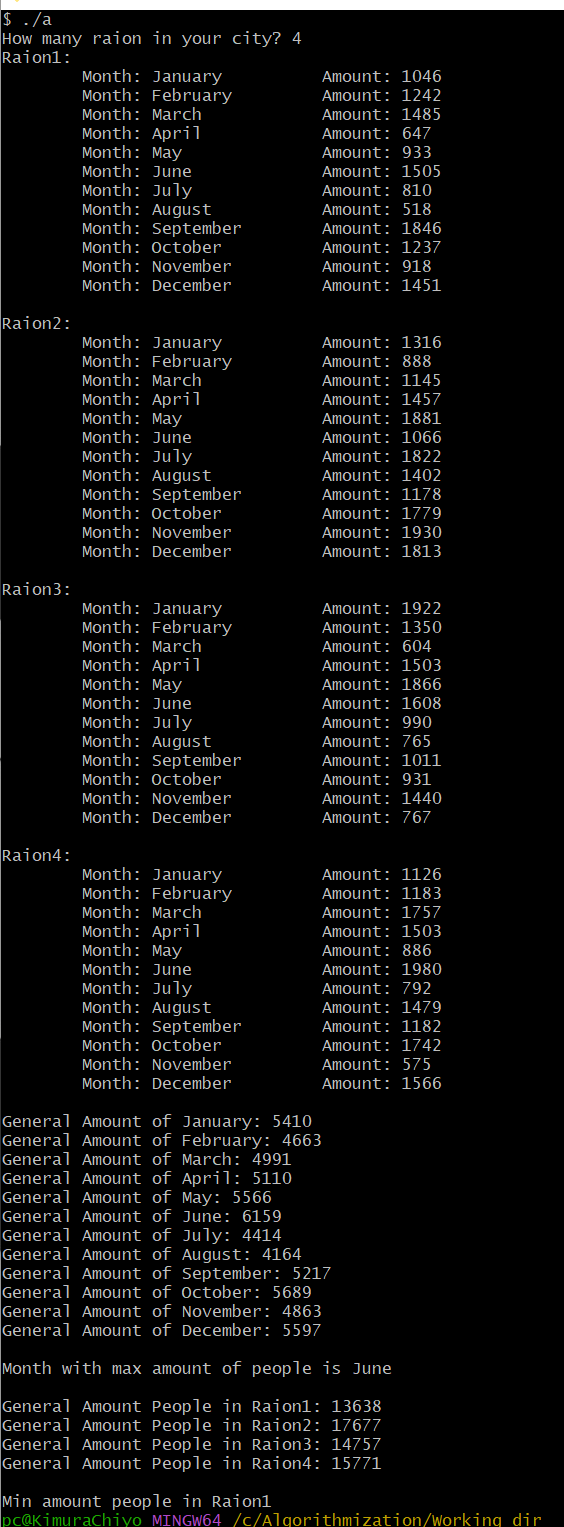 $ ./a
How many raion in your city? 4
Raion1:
Month: January Amount: 1046
Month: February Amount: 1242
Month: March Amount: 1485
Month: April Amount: 647
Month: May Amount: 933
Month: June Amount: 1505
Month: July Amount: 810
Month: August Amount: 518
Month: September Amount: 1846
Month: October Amount: 1237
Month: November Amount: 918
Month: December Amount: 1451
Raion2:
Month: January Amount: 1316
Month: February Amount: 888
Month: March Amount: 1145
Month: April Amount: 1457
Month: May Amount: 1881
Month: June Amount: 1066
Month: July Amount: 1822
Month: August Amount: 1402
Month: September Amount: 1178
Month: October Amount: 1779
Month: November Amount: 1930
Month: December Amount: 1813
Raion3:
Month: January Amount: 1922
Month: February Amount: 1350
Month: March Amount: 604
Month: April Amount: 1503
Month: May Amount: 1866
Month: June Amount: 1608
Month: July Amount: 990
Month: August Amount: 765
Month: September Amount: 1011
Month: October Amount: 931
Month: November Amount: 1440
Month: December Amount: 767
Raion4:
Month: January Amount: 1126
Month: February Amount: 1183
Month: March Amount: 1757
Month: April Amount: 1503
Month: May Amount: 886
Month: June Amount: 1980
Month: July Amount: 792
Month: August Amount: 1479
Month: September Amount: 1182
Month: October Amount: 1742
Month: November Amount: 575
Month: December Amount: 1566
General Amount of January: 5410
General Amount of February: 4663
General Amount of March: 4991
General Amount of April: 5110
General Amount of May: 5566
General Amount of June: 6159
General Amount of July: 4414
General Amount of August: 4164
General Amount of September: 5217
General Amount of October: 5689
General Amount of November: 4863
General Amount of December: 5597
Month with max amount of people is June
General Amount People in Raion1: 13638
General Amount People in Raion2: 17677
General Amount People in Raion3: 14757
General Amount People in Raion4: 15771
Min amount people in Raion1
pc@KimuraChiyo MINGW64 /c/Algorithmization/Working_dir